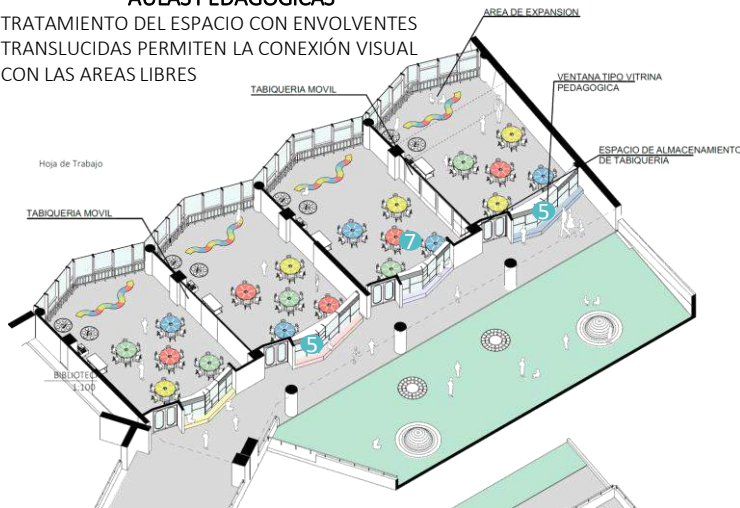 AULAS PEDAGOGICAS
TRATAMIENTO DEL ESPACIO CON ENVOLVENTES
TRANSLUCIDAS PERMITEN LA CONEXIÓN VISUAL
CON LAS AREAS LIBRES
AREA DE EXPANSION
TABIQUERIA MOVIL
VENTANA TIPO VITRINA
PEDAGOGICA
ESPACIO DE ALMACENAMIENTO
DE TABIQUERIA
Hoja de Trabajo
TABIQUERIA MOVIL
5
7
5
BIBLIOTECA
1:100